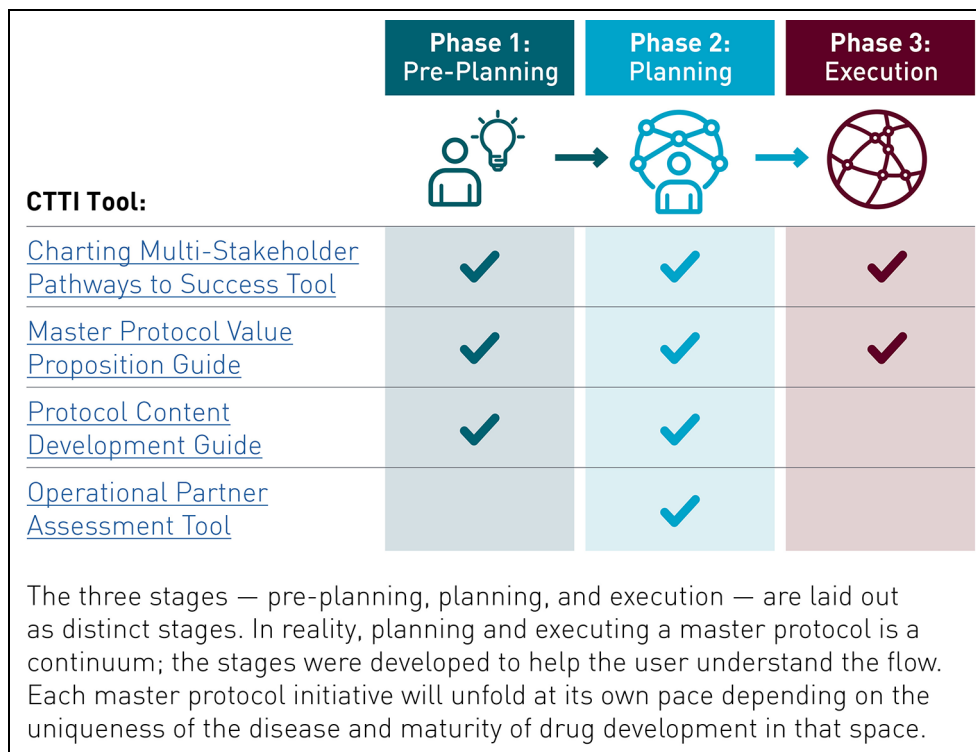 Phase 1:
Pre-Planning
Phase 2:
Planning
Phase 3:
Execution
CTTI Tool:
Charting Multi-Stakeholder
Pathways to Success Tool
Master Protocol Value
Proposition Guide
Protocol Content
Development Guide
Operational Partner
Assessment Tool
The three stages — pre-planning, planning, and execution — are laid out
as distinct stages. In reality, planning and executing a master protocol is a
continuum; the stages were developed to help the user understand the flow.
Each master protocol initiative will unfold at its own pace depending on the
uniqueness of the disease and maturity of drug development in that space.